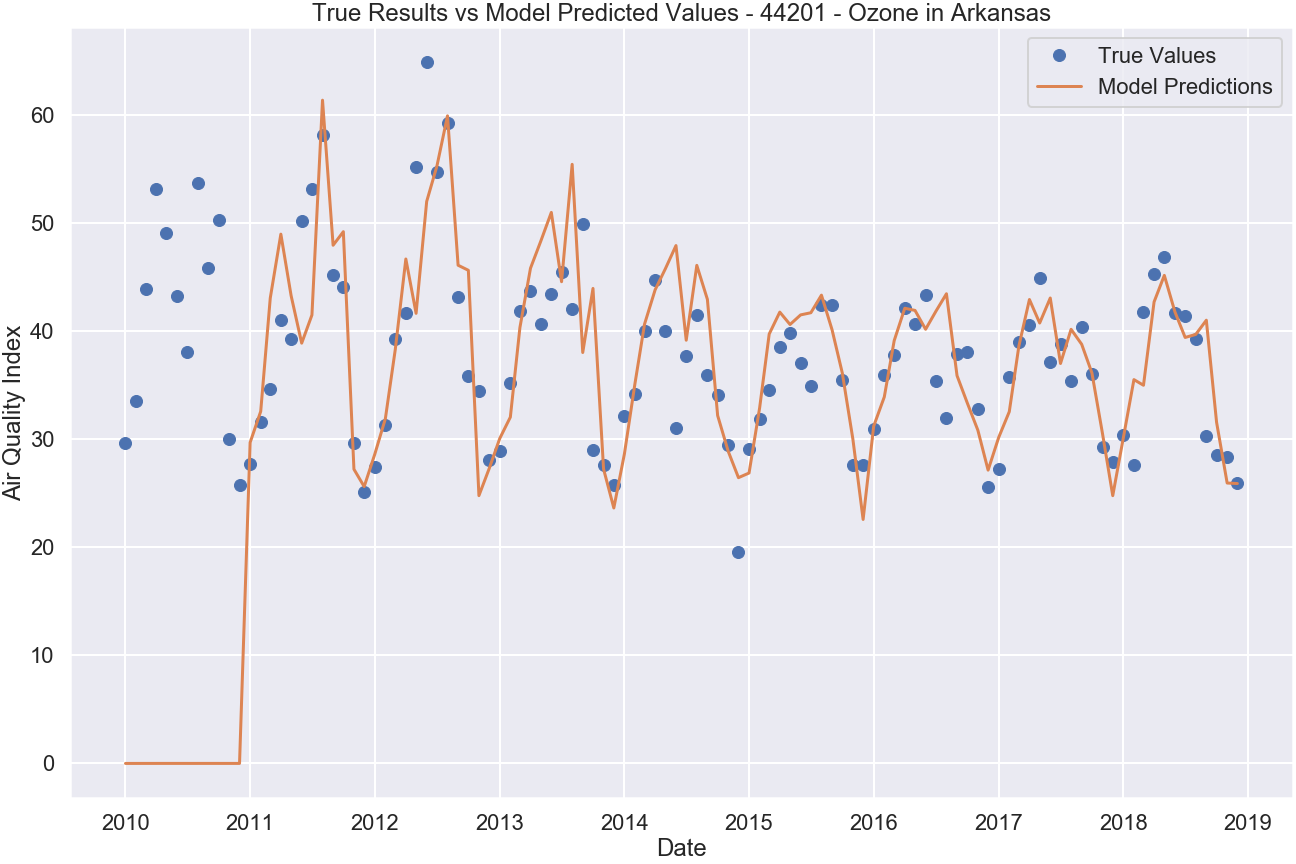 True Results vs Model Predicted Values - 44201 - Ozone in Arkansas
True Values
Model Predictions
Air Quality Index
60
50
40
30
20
10
0
2010 2011 2012 2013 2014 2015 2016 2017 2018 2019
Date